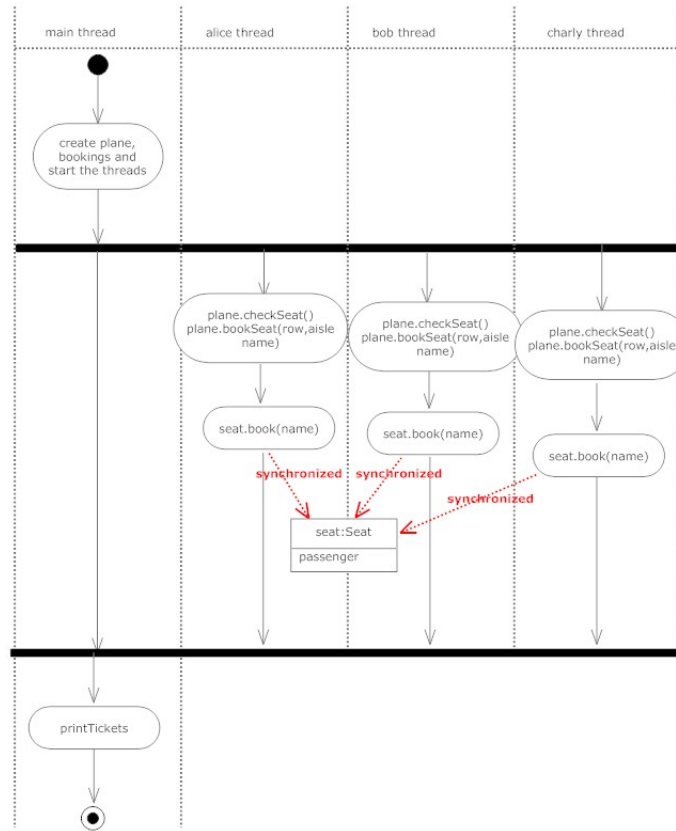 main thread
alice thread
bob thread
charly thread
create plane,
bookings and
start the threads
plane.checkSeat()
plane.bookSeat(row,aisle
name)
plane.checkSeat()
plane.bookSeat(row,aisle
name)
plane.checkSeat()
plane.bookSeat(row,aisle
name)
seat.book(name)
seat.book(name)
seat.book(name)
synchronized
synchronized
synchronized
seat:Seat
passenger
printTickets